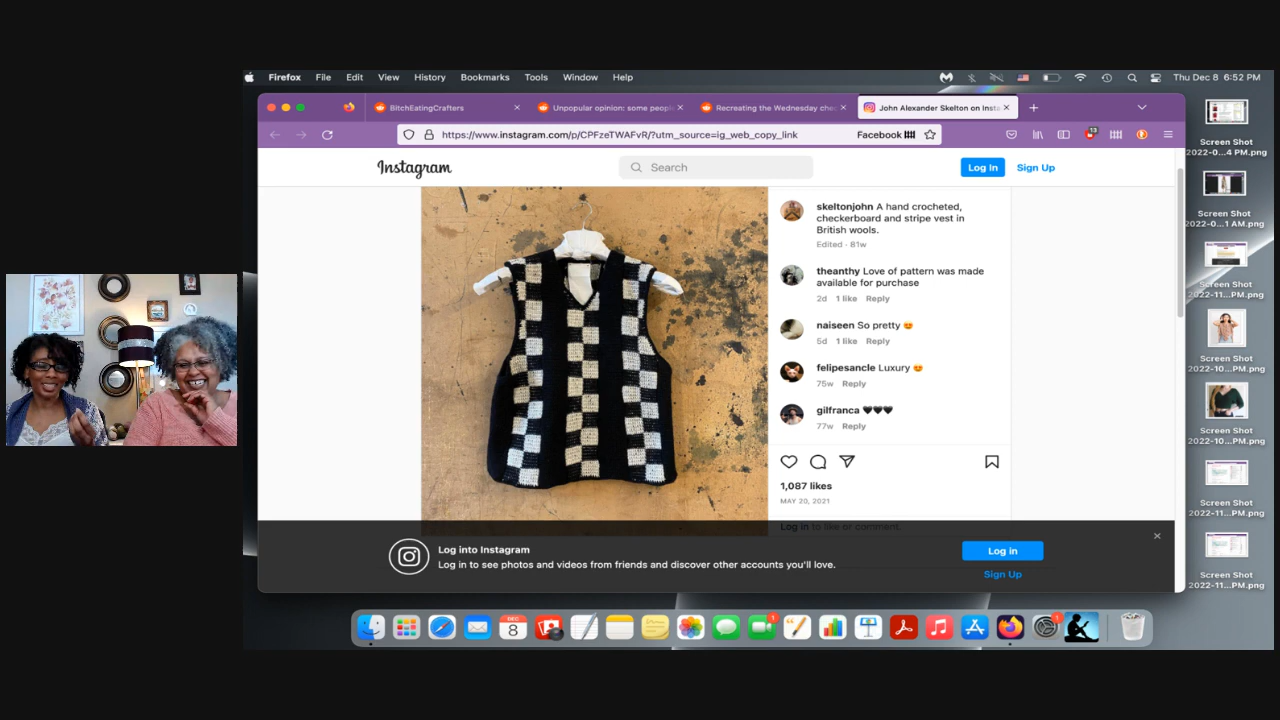 Firefox File Edit View History Bookmarks Tools Window Help Thu Dec 8 6:52 PM
BitchEatingCrafters
Unpopular opinion: some peopl
Recreating the Wednesday che
John Alexander Skelton on Insta
https://www.instagram.com/p/CPFzeTWAFvR/?utm_source=ig_web_copy_link
Facebook
13
Instagram
Search
Log In
Sign Up
skeltonjohn A hand crocheted,
checkerboard and stripe vest in
British wools.
Edited · 81w
theanthy Love of pattern was made
available for purchase
2d 1 like Reply
naiseen So pretty 😍
5d 1 like Reply
felipesancle Luxury 😍
75w Reply
gilfranca 🖤🖤🖤
77w Reply
1,087 likes
MAY 20, 2021
Log in to like or comment.
Log into Instagram
Log in to see photos and videos from friends and discover other accounts you'll love.
Log in
Sign Up
Screen Shot
2022-0...4 PM.png
Screen Shot
2022-0...1 AM.png
Screen Shot
2022-11...PM.png
Screen Shot
2022-10...PM.png
Screen Shot
2022-10...PM.png
Screen Shot
2022-11...PM.png
Screen Shot
2022-11...PM.png
DEC
8
1
1